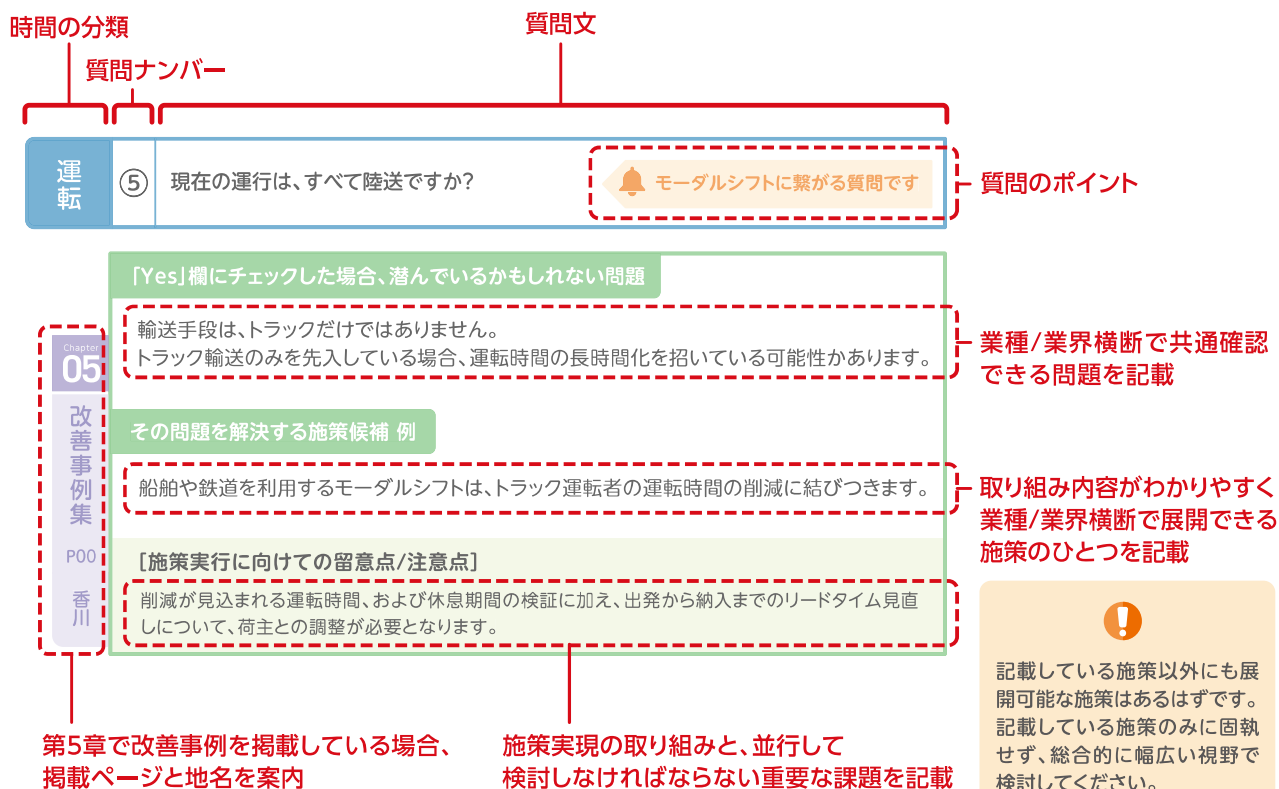 時間の分類
質問文
質問ナンバー
運転
⑤
現在の運行は、すべて陸送ですか?
モーダルシフトに繋がる質問です
質問のポイント
「Yes」欄にチェックした場合、潜んでいるかもしれない問題
輸送手段は、トラックだけではありません。
トラック輸送のみを先入している場合、運転時間の長時間化を招いている可能性かあります。
業種/業界横断で共通確認
できる問題を記載
Chapter
05
改善事例集
P00
香川
その問題を解決する施策候補 例
船舶や鉄道を利用するモーダルシフトは、トラック運転者の運転時間の削減に結びつきます。
取り組み内容がわかりやすく
業種/業界横断で展開できる
施策のひとつを記載
[施策実行に向けての留意点/注意点]
削減が見込まれる運転時間、および休息期間の検証に加え、出発から納入までのリードタイム見直
しについて、荷主との調整が必要となります。
記載している施策以外にも展
開可能な施策はあるはずです。
記載している施策のみに固執
せず、総合的に幅広い視野で
検討してください。
第5章で改善事例を掲載している場合、
掲載ページと地名を案内
施策実現の取り組みと、並行して
検討しなければならない重要な課題を記載